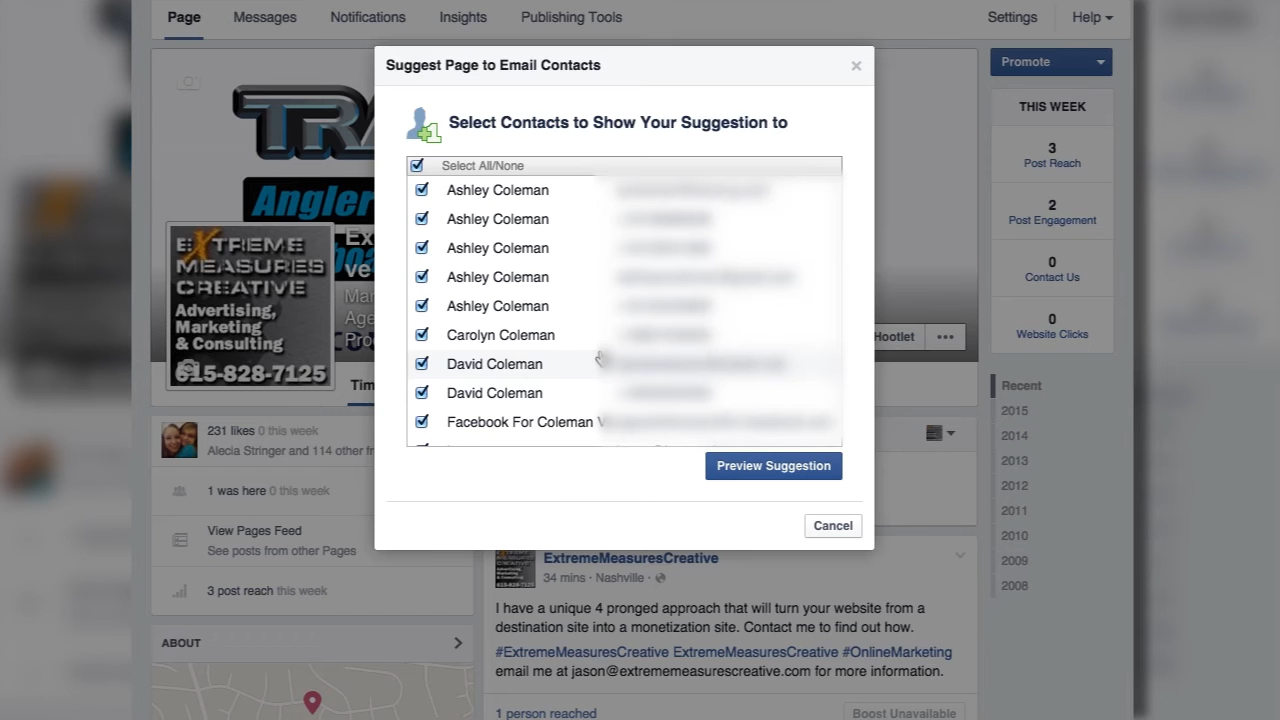 Page Messages Notifications Insights Publishing Tools Settings Help
Suggest Page to Email Contacts
Select Contacts to Show Your Suggestion to
Select All/None
Ashley Coleman
Ashley Coleman
Ashley Coleman
Ashley Coleman
Ashley Coleman
Carolyn Coleman
David Coleman
David Coleman
Facebook For Coleman
Preview Suggestion
Cancel
TRA
Angler
EXTREME
MEASURES
CREATIVE
Advertising,
Marketing
& Consulting
615-828-7125
Ex
ve
Mar
Age
Pro
Hootlet
Tim
Promote
THIS WEEK
3
Post Reach
2
Post Engagement
0
Contact Us
0
Website Clicks
Recent
2015
2014
2013
2012
2011
2010
2009
2008
231 likes 0 this week
Alecia Stringer and 114 other fr
1 was here 0 this week
View Pages Feed
See posts from other Pages
3 post reach this week
ABOUT
ExtremeMeasuresCreative
34 mins · Nashville ·
I have a unique 4 pronged approach that will turn your website from a
destination site into a monetization site. Contact me to find out how.
#ExtremeMeasuresCreative ExtremeMeasuresCreative #OnlineMarketing
email me at jason@extrememeasurescreative.com for more information.
1 person reached
Boost Unavailable